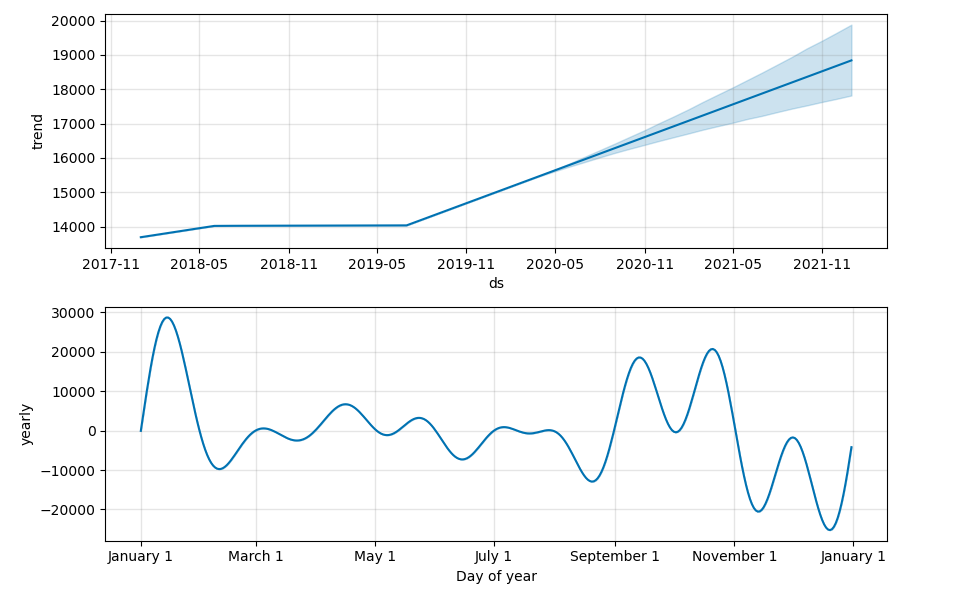 20000
19000
18000
17000
16000
15000
14000
trend
2017-11 2018-05 2018-11 2019-05 2019-11 2020-05 2020-11 2021-05 2021-11
ds
30000
20000
10000
0
−10000
−20000
yearly
January 1 March 1 May 1 July 1 September 1 November 1 January 1
Day of year